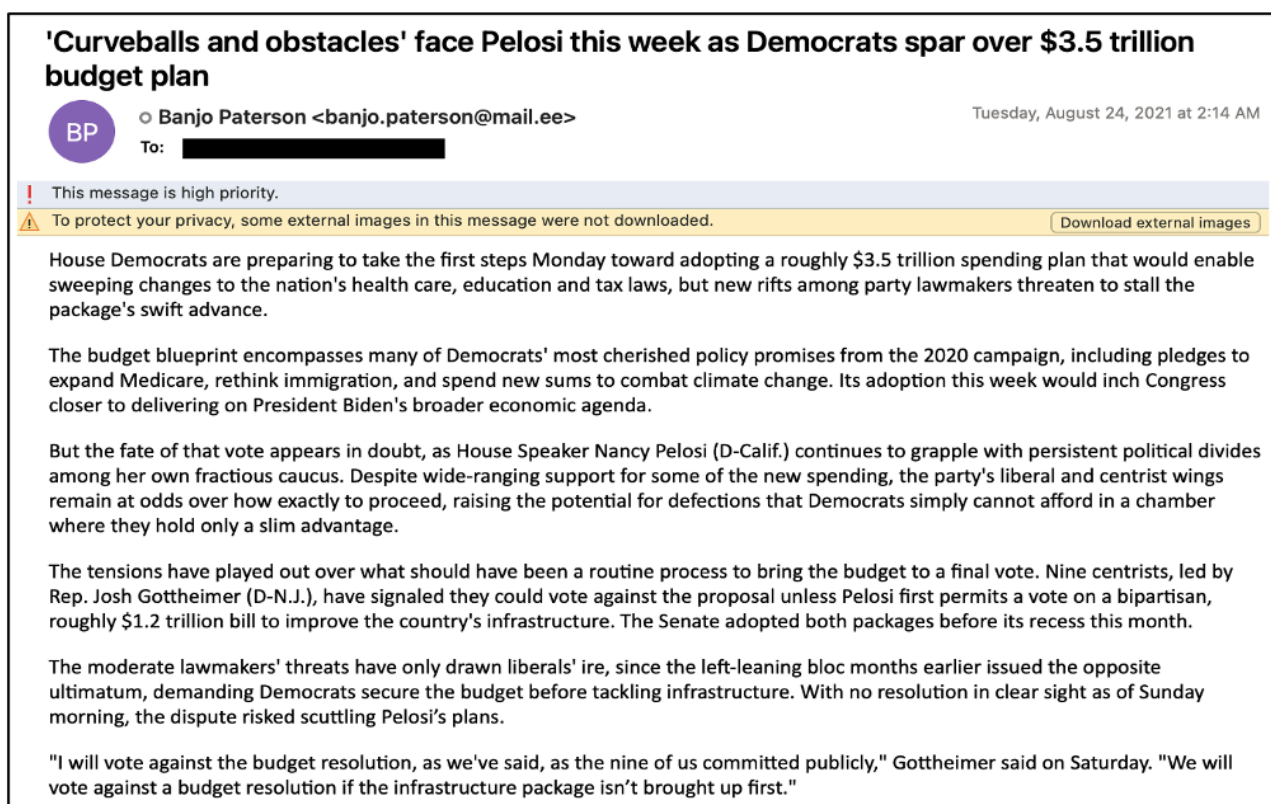 'Curveballs and obstacles' face Pelosi this week as Democrats spar over $3.5 trillion
budget plan
BP
Banjo Paterson <banjo.paterson@mail.ee>
Tuesday, August 24, 2021 at 2:14 AM
To:
This message is high priority.
To protect your privacy, some external images in this message were not downloaded.
Download external images
House Democrats are preparing to take the first steps Monday toward adopting a roughly $3.5 trillion spending plan that would enable
sweeping changes to the nation's health care, education and tax laws, but new rifts among party lawmakers threaten to stall the
package's swift advance.
The budget blueprint encompasses many of Democrats' most cherished policy promises from the 2020 campaign, including pledges to
expand Medicare, rethink immigration, and spend new sums to combat climate change. Its adoption this week would inch Congress
closer to delivering on President Biden's broader economic agenda.
But the fate of that vote appears in doubt, as House Speaker Nancy Pelosi (D-Calif.) continues to grapple with persistent political divides
among her own fractious caucus. Despite wide-ranging support for some of the new spending, the party's liberal and centrist wings
remain at odds over how exactly to proceed, raising the potential for defections that Democrats simply cannot afford in a chamber
where they hold only a slim advantage.
The tensions have played out over what should have been a routine process to bring the budget to a final vote. Nine centrists, led by
Rep. Josh Gottheimer (D-N.J.), have signaled they could vote against the proposal unless Pelosi first permits a vote on a bipartisan,
roughly $1.2 trillion bill to improve the country's infrastructure. The Senate adopted both packages before its recess this month.
The moderate lawmakers' threats have only drawn liberals' ire, since the left-leaning bloc months earlier issued the opposite
ultimatum, demanding Democrats secure the budget before tackling infrastructure. With no resolution in clear sight as of Sunday
morning, the dispute risked scuttling Pelosi’s plans.
"I will vote against the budget resolution, as we've said, as the nine of us committed publicly," Gottheimer said on Saturday. "We will
vote against a budget resolution if the infrastructure package isn’t brought up first."